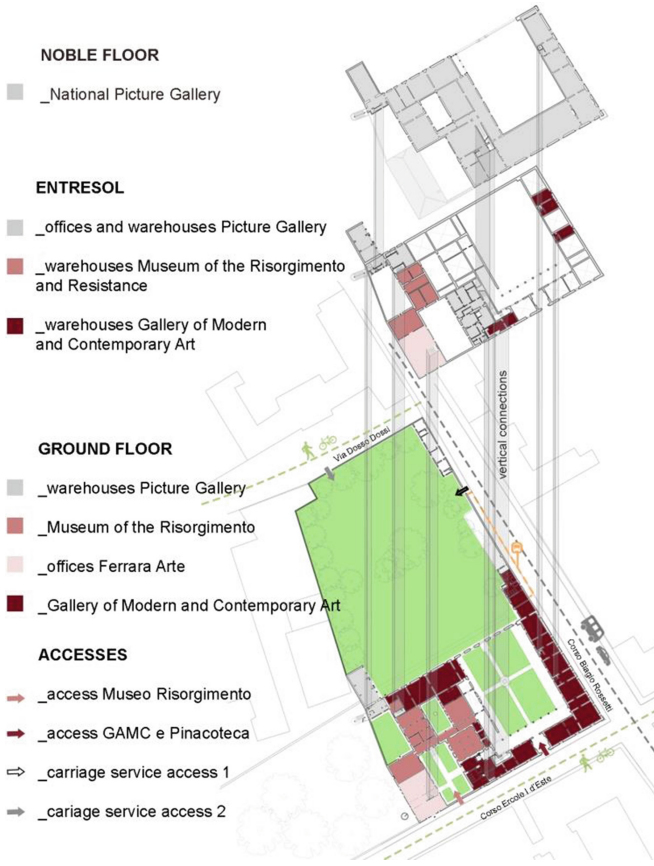 NOBLE FLOOR
_National Picture Gallery
ENTRESOL
_offices and warehouses Picture Gallery
_warehouses Museum of the Risorgimento
and Resistance
_warehouses Gallery of Modern
and Contemporary Art
vertical connections
GROUND FLOOR
Via Dosso Dossi
_warehouses Picture Gallery
_Museum of the Risorgimento
_offices Ferrara Arte
_Gallery of Modern and Contemporary Art
ACCESSES
_access Museo Risorgimento
_access GAMC e Pinacoteca
_carriage service access 1
_cariage service access 2
Corso Biagio Rossetti
Corso Ercole I d'Este